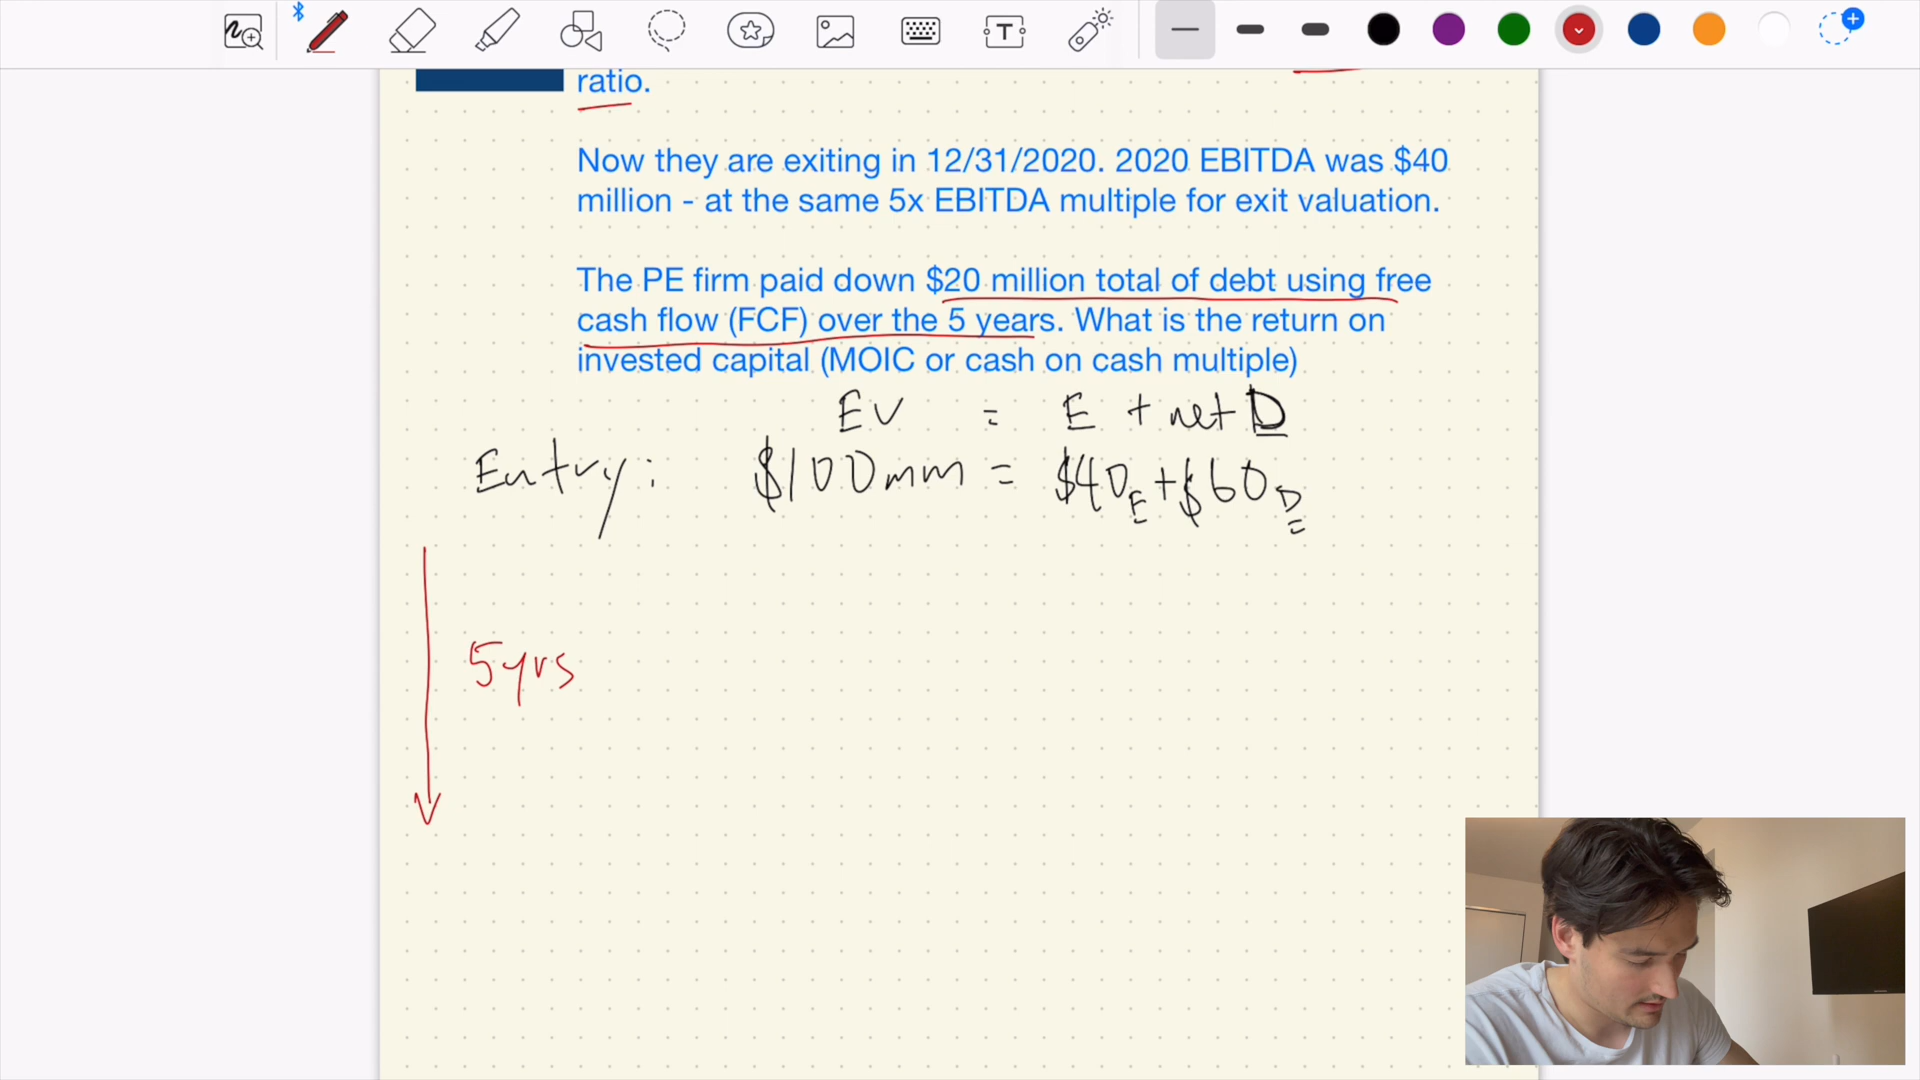 ratio.
Now they are exiting in 12/31/2020. 2020 EBITDA was $40
million - at the same 5x EBITDA multiple for exit valuation.
The PE firm paid down $20 million total of debt using free
cash flow (FCF) over the 5 years. What is the return on
invested capital (MOIC or cash on cash multiple)
EV = E + net D
Entry: $100mm = $40E + $60D
5yrs